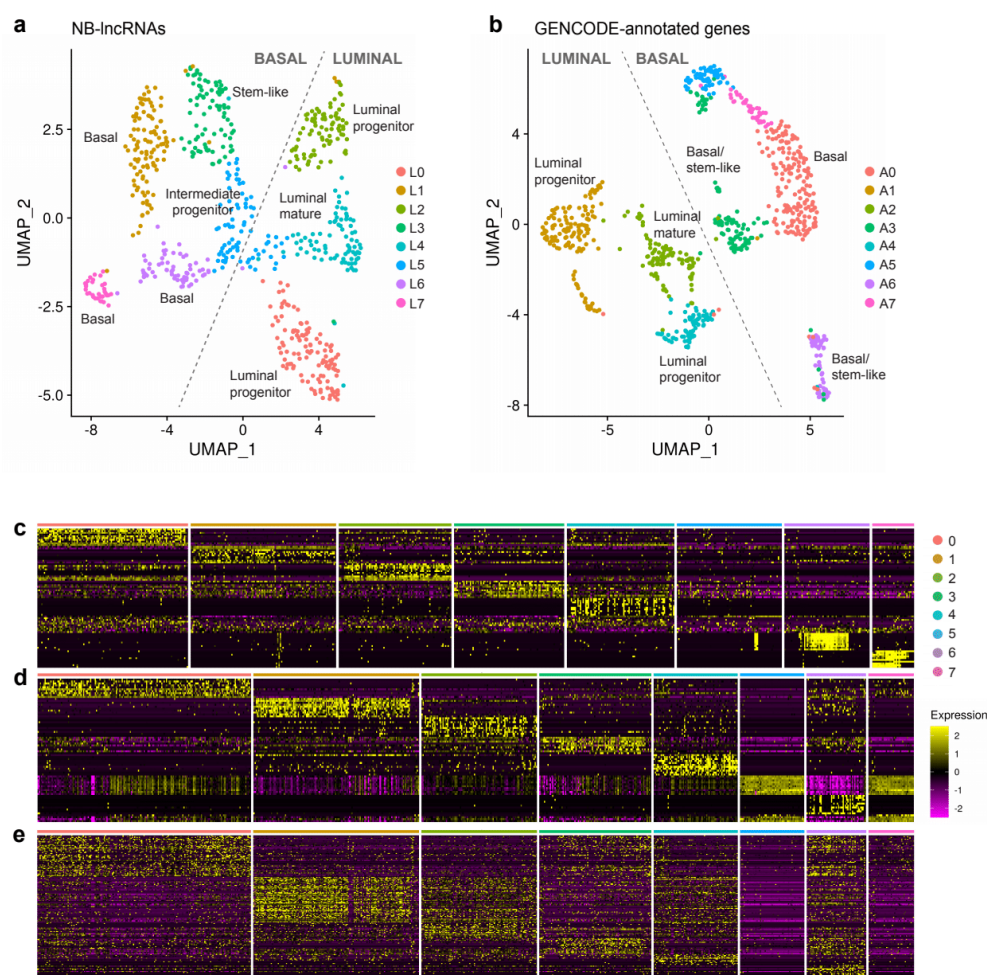 a
NB-lncRNAs
BASAL
LUMINAL
Stem-like
Luminal
progenitor
Basal
Intermediate
progenitor
Luminal
mature
Basal
Basal
Luminal
progenitor
UMAP_2
2.5
0.0
-2.5
-5.0
-8
-4
0
4
UMAP_1
L0
L1
L2
L3
L4
L5
L6
L7
b
GENCODE-annotated genes
LUMINAL
BASAL
Basal/
stem-like
Basal
Luminal
progenitor
Luminal
mature
Luminal
progenitor
Basal/
stem-like
UMAP_2
4
0
-4
-8
-5
0
5
UMAP_1
A0
A1
A2
A3
A4
A5
A6
A7
c
0
1
2
3
4
5
6
7
d
Expression
2
1
0
-1
-2
e